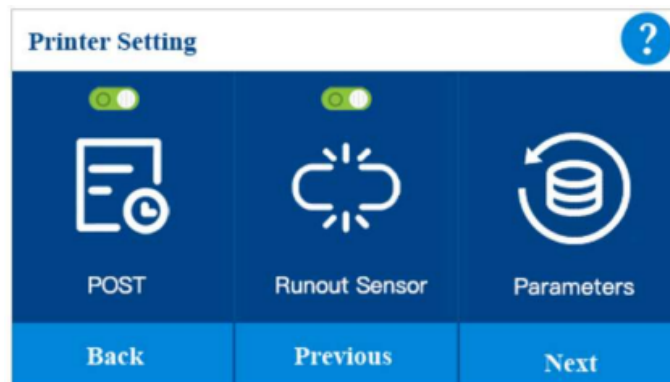 Printer Setting
?
POST
Runout Sensor
Parameters
Back
Previous
Next